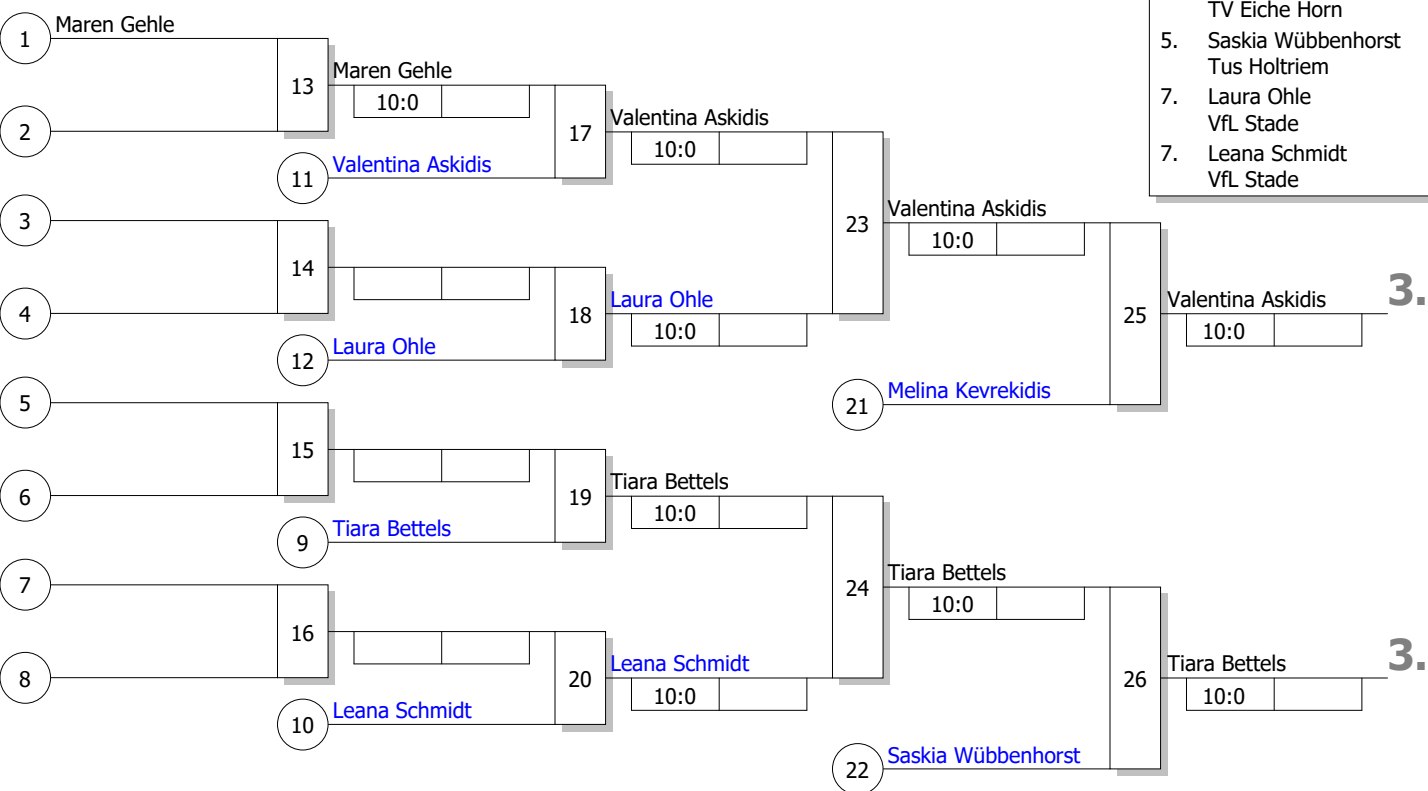 TV Eiche Horn
5. Saskia Wübbenhorst
Tus Holtriem
7. Laura Ohle
VfL Stade
7. Leana Schmidt
VfL Stade
1 Maren Gehle
13 Maren Gehle
10:0
2
17 Valentina Askidis
10:0
11 Valentina Askidis
3
23 Valentina Askidis
10:0
14
4
18 Laura Ohle
10:0
12 Laura Ohle
25 Valentina Askidis 3.
10:0
21 Melina Kevrekidis
5
15
6
19 Tiara Bettels
10:0
9 Tiara Bettels
7
24 Tiara Bettels
10:0
16
8
20 Leana Schmidt
10:0
10 Leana Schmidt
26 Tiara Bettels 3.
10:0
22 Saskia Wübbenhorst